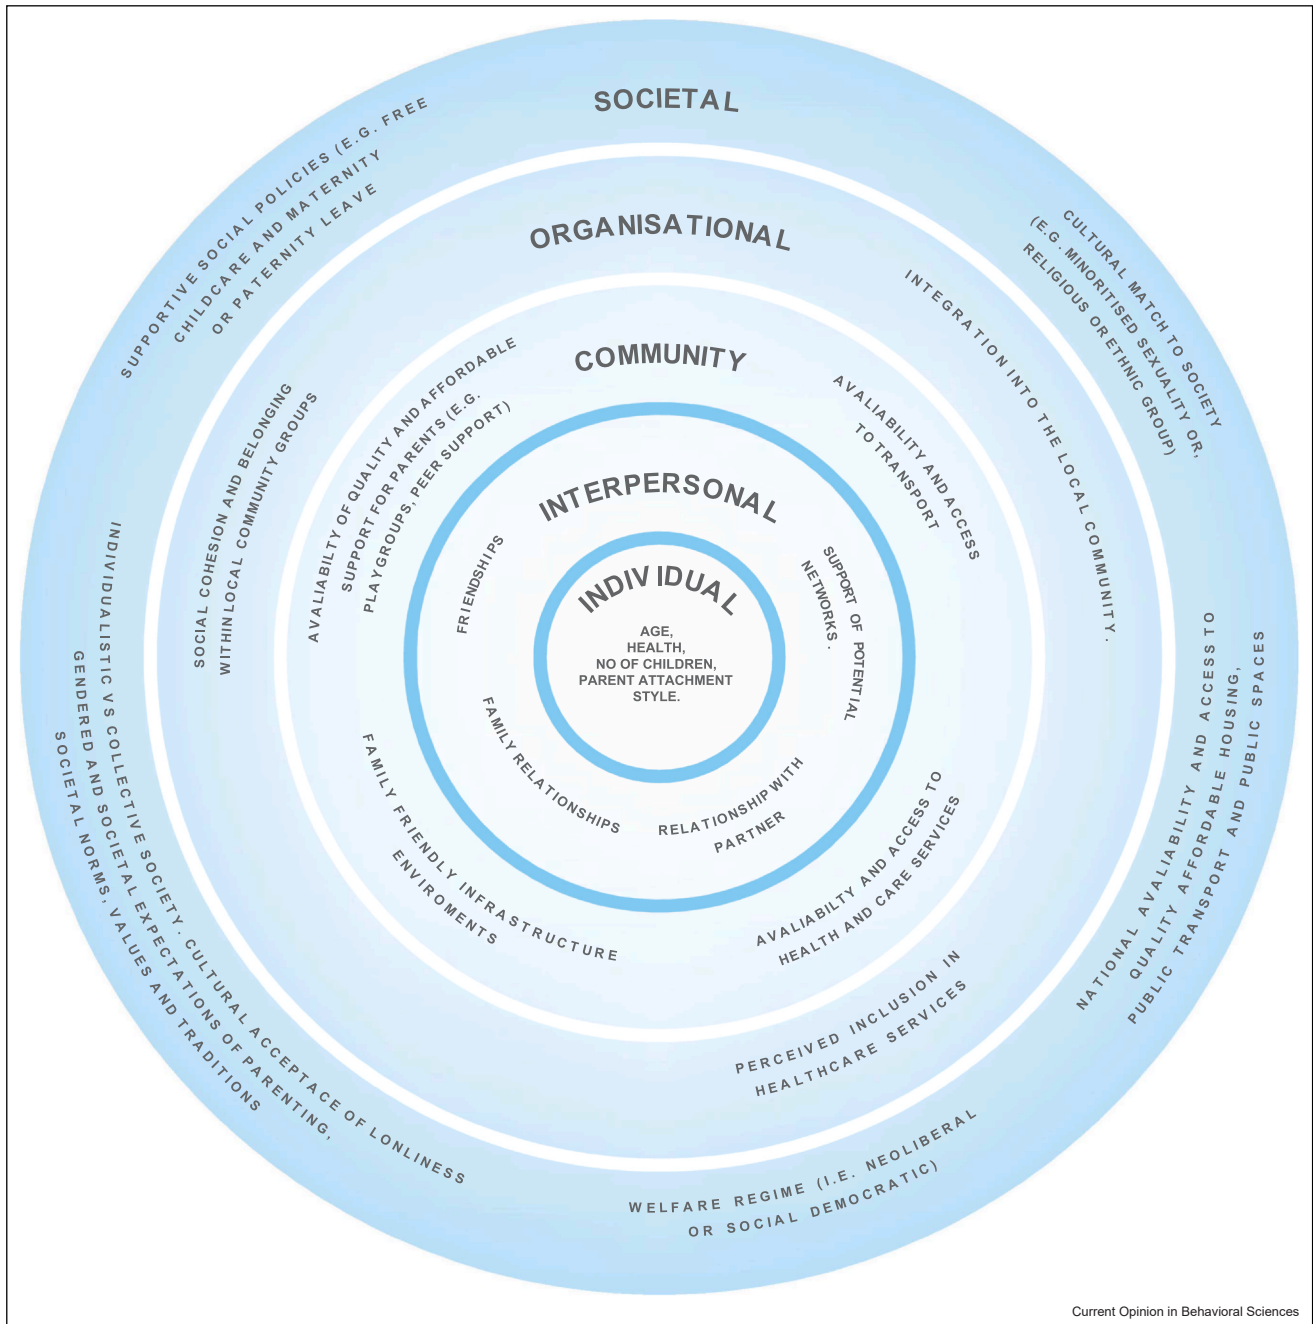 SOCIETAL
SUPPORTIVE SOCIAL POLICIES (E.G. FREE
CHILDCARE AND MATERNITY
OR PATERNITY LEAVE
CULTURAL MATCH TO SOCIETY
(E.G. MINORITISED SEXUALITY OR,
RELIGIOUS OR ETHNIC GROUP)
NATIONAL AVALIABILITY AND ACCESS TO
QUALITY AFFORDABLE HOUSING,
PUBLIC TRANSPORT AND PUBLIC SPACES
WELFARE REGIME (I.E. NEOLIBERAL
OR SOCIAL DEMOCRATIC)
INDIVIDUALISTIC VS COLLECTIVE SOCIETY. CULTURAL ACCEPTACE OF LONLINESS
GENDERED AND SOCIETAL EXPECTATIONS OF PARENTING,
SOCIETAL NORMS, VALUES AND TRADITIONS
ORGANISATIONAL
SOCIAL COHESION AND BELONGING
WITHIN LOCAL COMMUNITY GROUPS
INTEGRATION INTO THE LOCAL COMMUNITY.
PERCEIVED INCLUSION IN
HEALTHCARE SERVICES
COMMUNITY
AVALIABILTY OF QUALITY AND AFFORDABLE
SUPPORT FOR PARENTS (E.G.
PLAYGROUPS, PEER SUPPORT)
AVALIABILITY AND ACCESS
TO TRANSPORT
AVALIABILTY AND ACCESS TO
HEALTH AND CARE SERVICES
FAMILY FRIENDLY INFRASTRUCTURE
ENVIROMENTS
INTERPERSONAL
FRIENDSHIPS
SUPPORT OF POTENTIAL
NETWORKS.
FAMILY RELATIONSHIPS
RELATIONSHIP WITH
PARTNER
INDIVIDUAL
AGE,
HEALTH,
NO OF CHILDREN,
PARENT ATTACHMENT
STYLE.
Current Opinion in Behavioral Sciences